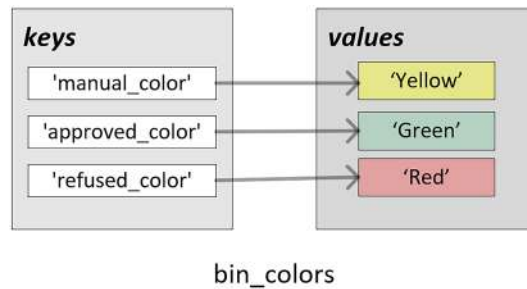 keys
values
'manual_color'
‘Yellow’
'approved_color'
‘Green’
'refused_color'
‘Red’
bin_colors